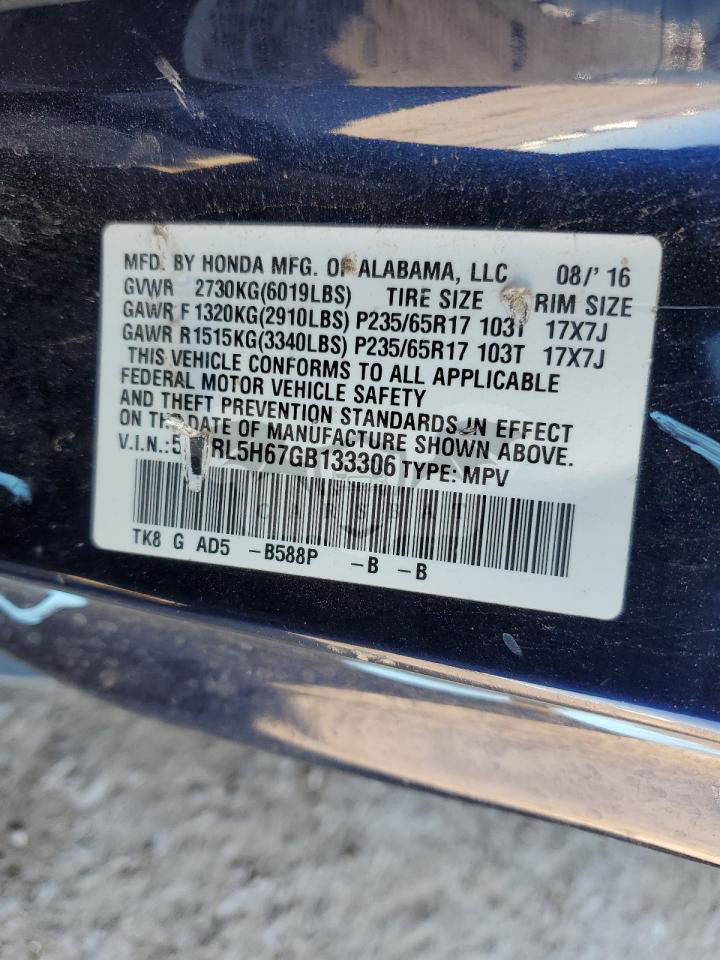 MFD. BY HONDA MFG. OF ALABAMA, LLC 08/'16
GVWR 2730KG(6019LBS) TIRE SIZE RIM SIZE
GAWR F 1320KG(2910LBS) P235/65R17 103T 17X7J
GAWR R1515KG(3340LBS) P235/65R17 103T 17X7J
THIS VEHICLE CONFORMS TO ALL APPLICABLE
FEDERAL MOTOR VEHICLE SAFETY
AND THEFT PREVENTION STANDARDS IN EFFECT
ON THE DATE OF MANUFACTURE SHOWN ABOVE.
V.I.N.: TYPE: MPV
TK8 G AD5 -B588P -B -B